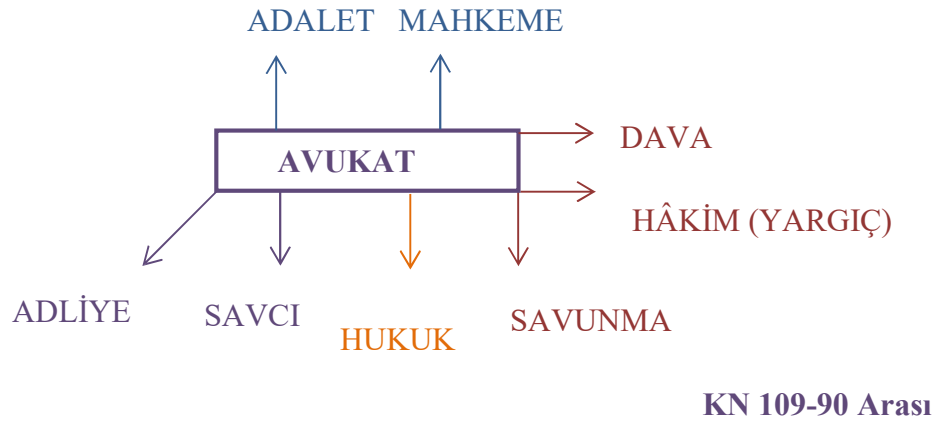 ADALET MAHKEME
AVUKAT
DAVA
HÂKİM (YARGIÇ)
ADLİYE
SAVCI
HUKUK
SAVUNMA
KN 109-90 Arası